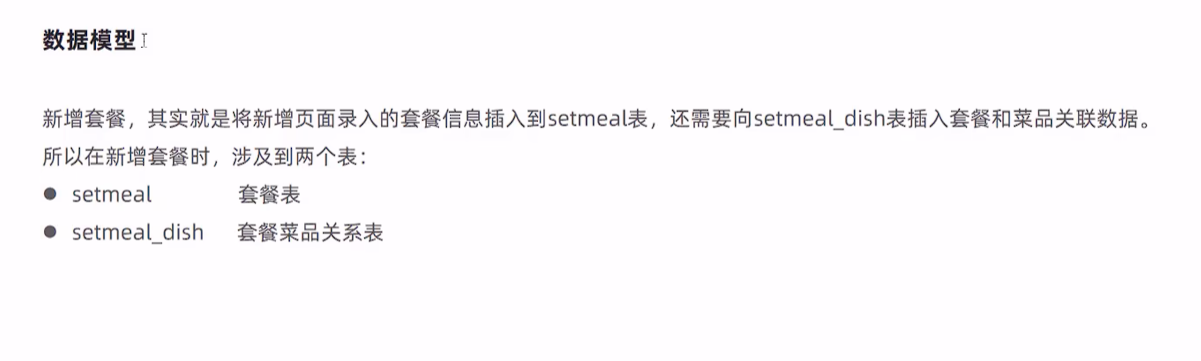 数据模型
新增套餐，其实就是将新增页面录入的套餐信息插入到setmeal表，还需要向setmeal_dish表插入套餐和菜品关联数据。
所以在新增套餐时，涉及到两个表：
● setmeal 套餐表
● setmeal_dish 套餐菜品关系表